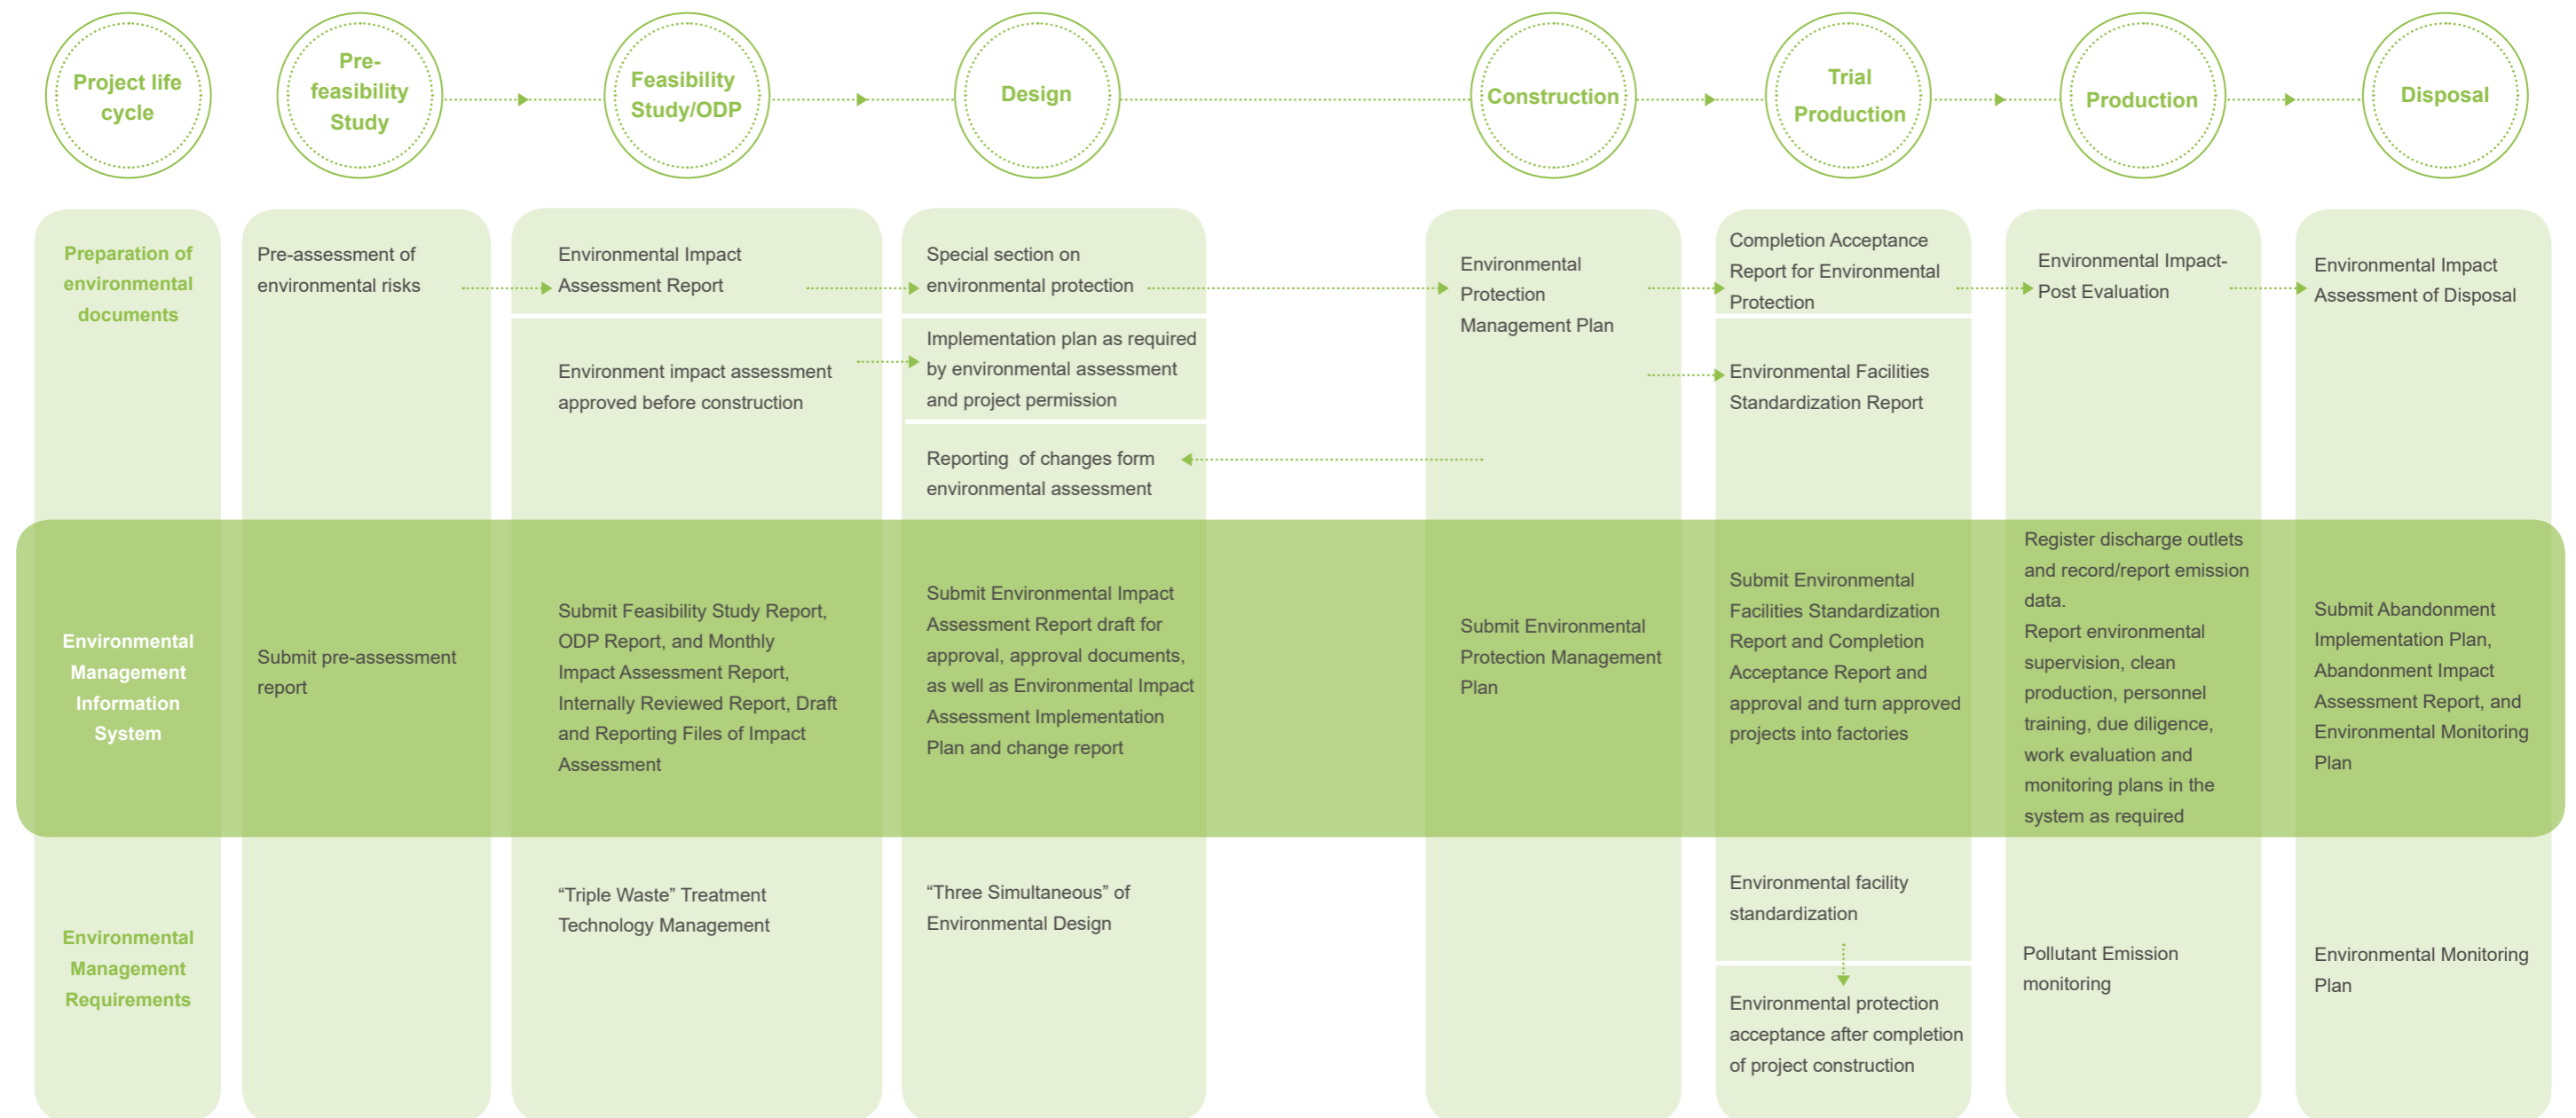 Project life
cycle
Pre-
feasibility
Study
Feasibility
Study/ODP
Design
Construction
Trial
Production
Production
Disposal
Preparation of
environmental
documents
Pre-assessment of
environmental risks
Environmental Impact
Assessment Report
Environment impact assessment
approved before construction
Special section on
environmental protection
Implementation plan as required
by environmental assessment
and project permission
Reporting  of changes form
environmental assessment
Environmental
Protection
Management Plan
Completion Acceptance
Report for Environmental
Protection
Environmental Facilities
Standardization Report
Environmental Impact-
Post Evaluation
Environmental Impact
Assessment of Disposal
Environmental
Management
Information
System
Submit pre-assessment
report
Submit Feasibility Study Report,
ODP Report, and Monthly
Impact Assessment Report,
Internally Reviewed Report, Draft
and Reporting Files of Impact
Assessment
Submit Environmental Impact
Assessment Report draft for
approval, approval documents,
as well as Environmental Impact
Assessment Implementation
Plan and change report
Submit Environmental
Protection Management
Plan
Submit Environmental
Facilities Standardization
Report and Completion
Acceptance Report and
approval and turn approved
projects into factories
Register discharge outlets
and record/report emission
data.
Report environmental
supervision, clean
production, personnel
training, due diligence,
work evaluation and
monitoring plans in the
system as required
Submit Abandonment
Implementation Plan,
Abandonment Impact
Assessment Report, and
Environmental Monitoring
Plan
Environmental
Management
Requirements
“Triple Waste” Treatment
Technology Management
“Three Simultaneous” of
Environmental Design
Environmental facility
standardization
Environmental protection
acceptance after completion
of project construction
Pollutant Emission
monitoring
Environmental Monitoring
Plan